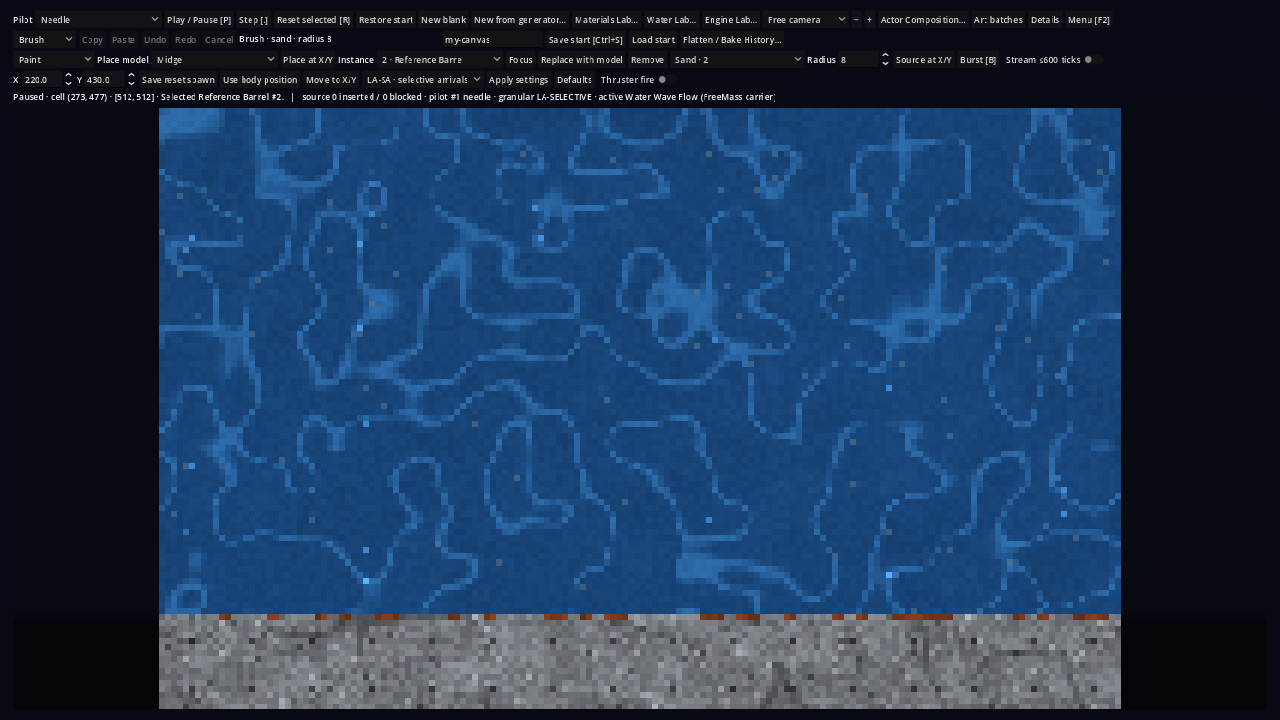 Pilot Needle Play / Pause [P] Step [.] Reset selected [R] Restore start New blank New from generator... Materials Lab... Water Lab... Engine Lab... Free camera − + Actor Composition... Art batches Details Menu [F2]
Brush Copy Paste Undo Redo Cancel Brush · sand · radius 8 my-canvas Save start [Ctrl+S] Load start Flatten / Bake History...
Paint Place model Midge Place at X/Y Instance 2 · Reference Barre Focus Replace with model Remove Sand · 2 Radius 8 Source at X/Y Burst [B] Stream ≤600 ticks
X 220.0 Y 430.0 Save resets pawn Use body position Move to X/Y LA-SA · selective arrivals Apply settings Defaults Thruster fire
Paused · cell (273, 477) · [512, 512] · Selected Reference Barrel #2. | source 0 inserted / 0 blocked · pilot #1 needle · granular LA-SELECTIVE · active Water Wave Flow (FreeMass carrier)